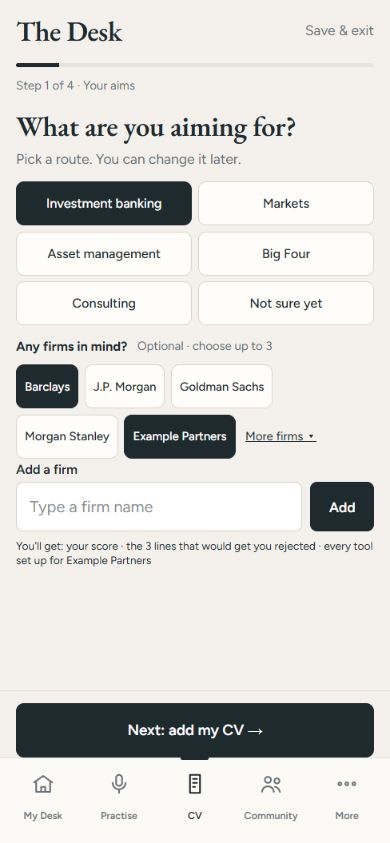 The Desk
Save & exit
Step 1 of 4 · Your aims
What are you aiming for?
Pick a route. You can change it later.
Investment banking
Markets
Asset management
Big Four
Consulting
Not sure yet
Any firms in mind? Optional · choose up to 3
Barclays
J.P. Morgan
Goldman Sachs
Morgan Stanley
Example Partners
More firms ▾
Add a firm
Type a firm name
Add
You'll get: your score · the 3 lines that would get you rejected · every tool
set up for Example Partners
Next: add my CV →
My Desk
Practise
CV
Community
More